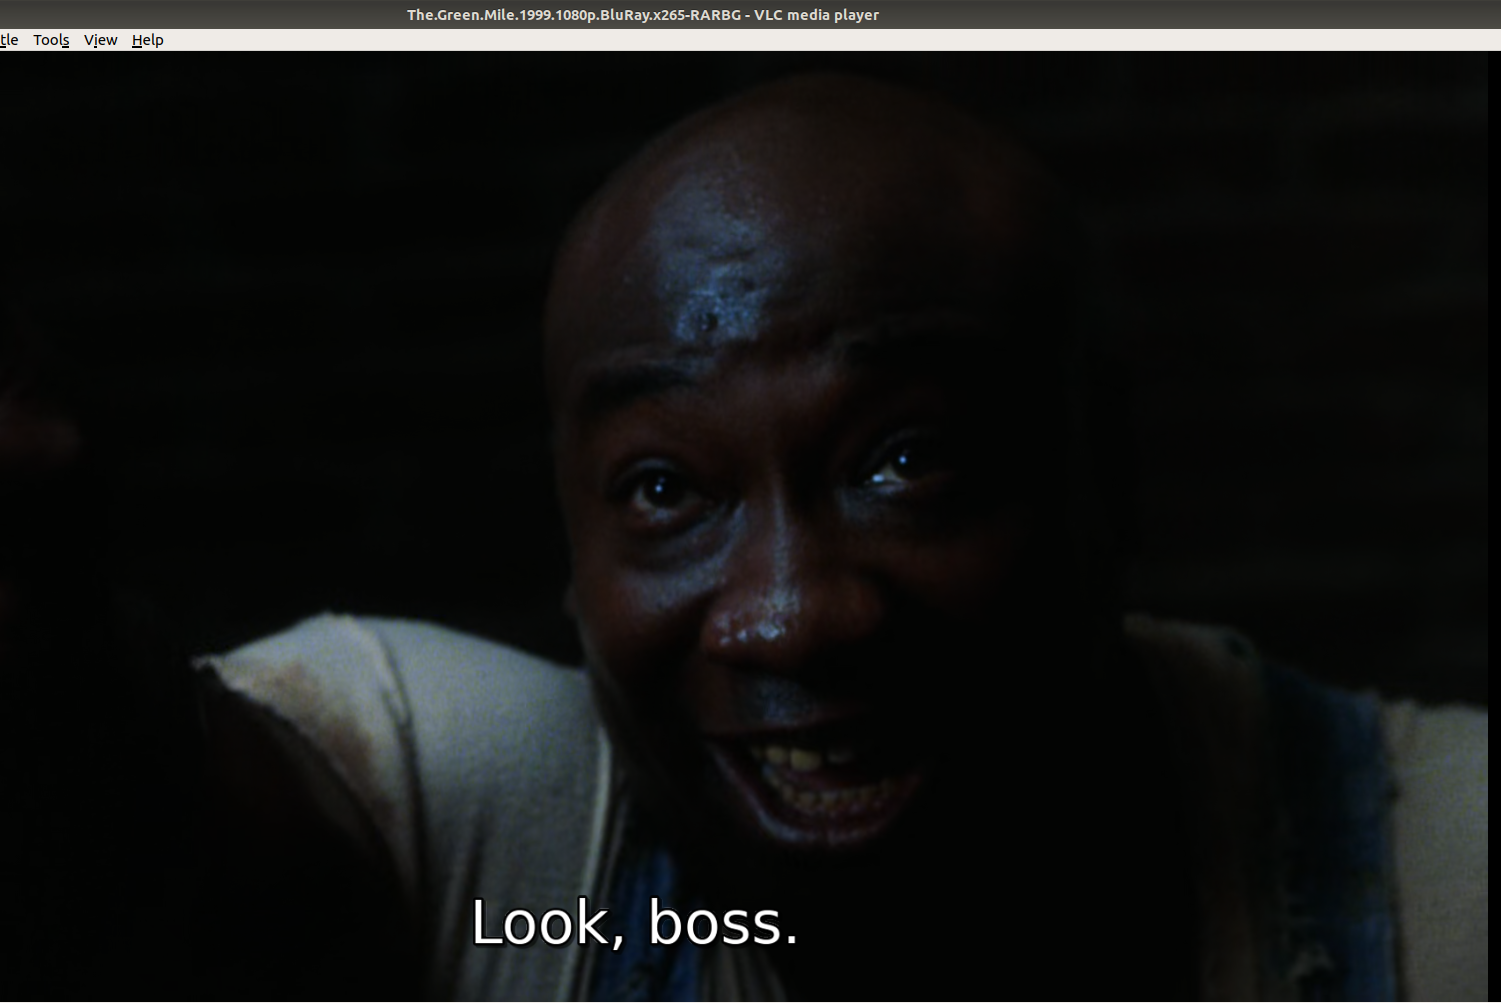 The.Green.Mile.1999.1080p.BluRay.x265-RARBG - VLC media player
tle Tools View Help
Look, boss.